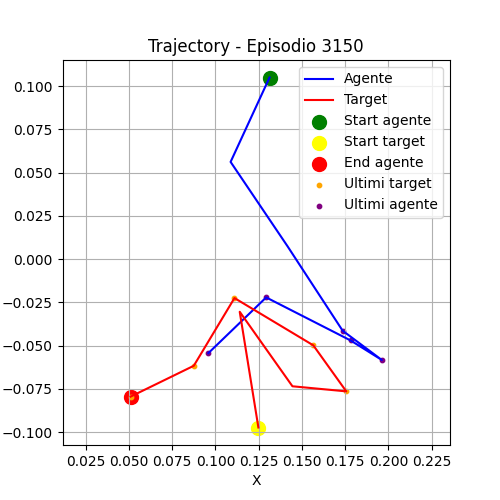 Trajectory - Episodio 3150
Agente
Target
Start agente
Start target
End agente
Ultimi target
Ultimi agente
0.100
0.075
0.050
0.025
0.000
−0.025
−0.050
−0.075
−0.100
0.025 0.050 0.075 0.100 0.125 0.150 0.175 0.200 0.225
X